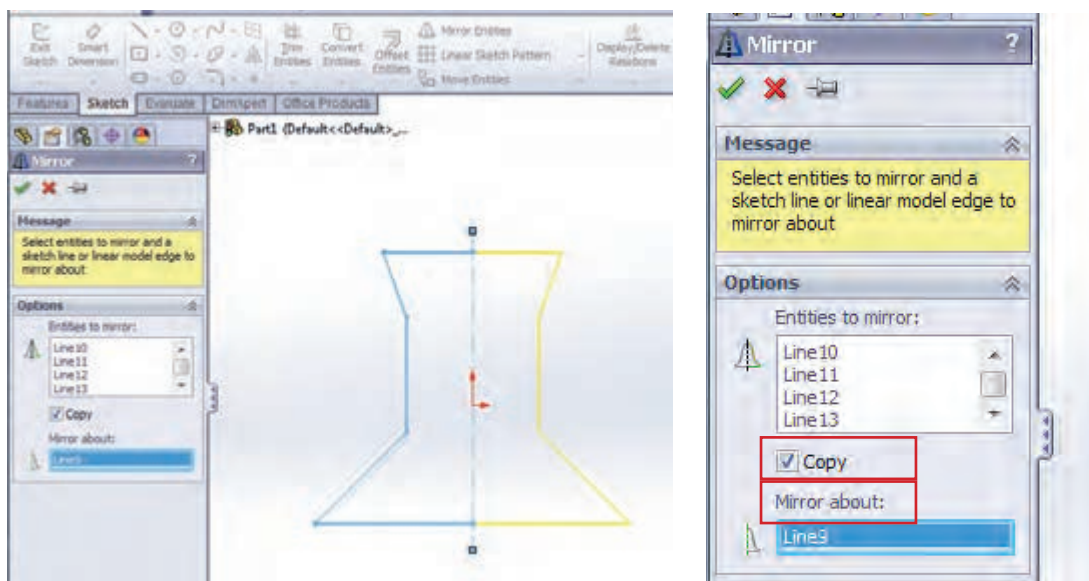 Exit
Sketch
Smart
Dimension
Trim
Entities
Convert
Entities
Offset
Entities
Mirror Entities
Linear Sketch Pattern
Move Entities
Display/Delete
Relations
Features Sketch Evaluate DimXpert Office Products
Part1 (Default<<Default>_...
Mirror ?
Message
Select entities to mirror and a
sketch line or linear model edge to
mirror about
Options
Entities to mirror:
Line10
Line11
Line12
Line13
Copy
Mirror about:
Line9
Mirror ?
Message
Select entities to mirror and a
sketch line or linear model edge to
mirror about
Options
Entities to mirror:
Line10
Line11
Line12
Line13
Copy
Mirror about:
Line9